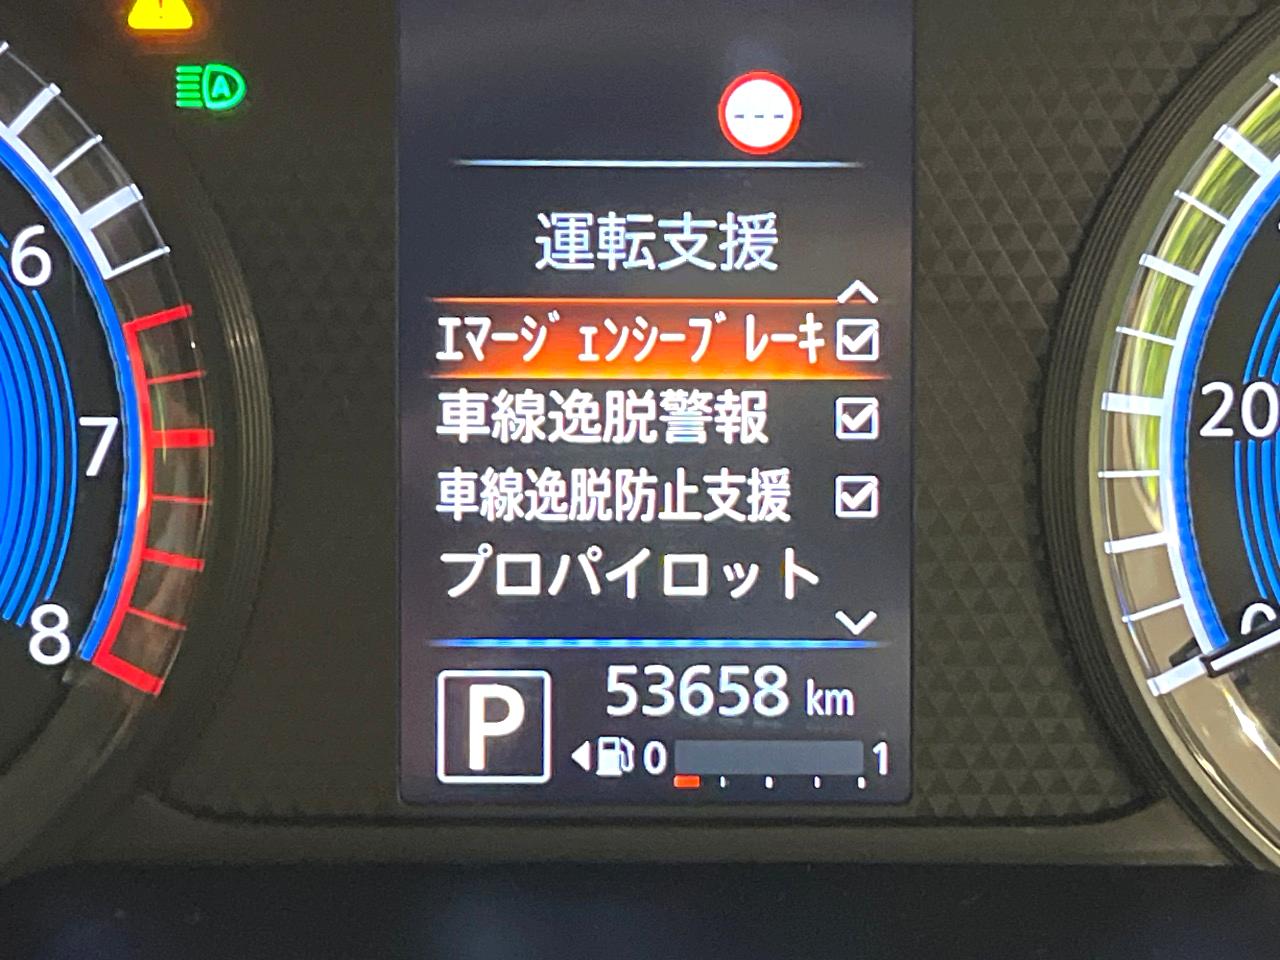 A
---
運転支援
エマージェンシーブレーキ
車線逸脱警報
車線逸脱防止支援
プロパイロット
P
53658 km
0 1
6
7
8
20